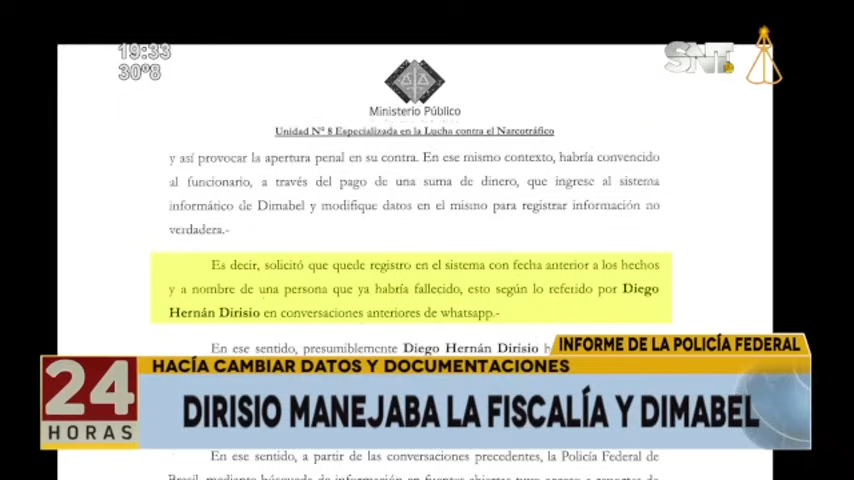 19:33
30º8
SNT
Ministerio Público
Unidad N° 8 Especializada en la Lucha contra el Narcotráfico
y así provocar la apertura penal en su contra. En ese mismo contexto, habría convencido
al funcionario, a través del pago de una suma de dinero, que ingrese al sistema
informático de Dimabel y modifique datos en el mismo para registrar información no
verdadera.-
Es decir, solicitó que quede registro en el sistema con fecha anterior a los hechos
y a nombre de una persona que ya habría fallecido, esto según lo referido por Diego
Hernán Dirisio en conversaciones anteriores de whatsapp.-
En ese sentido, presumiblemente Diego Hernán Dirisio
INFORME DE LA POLICÍA FEDERAL
HACÍA CAMBIAR DATOS Y DOCUMENTACIONES
24
HORAS
DIRISIO MANEJABA LA FISCALÍA Y DIMABEL
En ese sentido, a partir de las conversaciones precedentes, la Policía Federal de